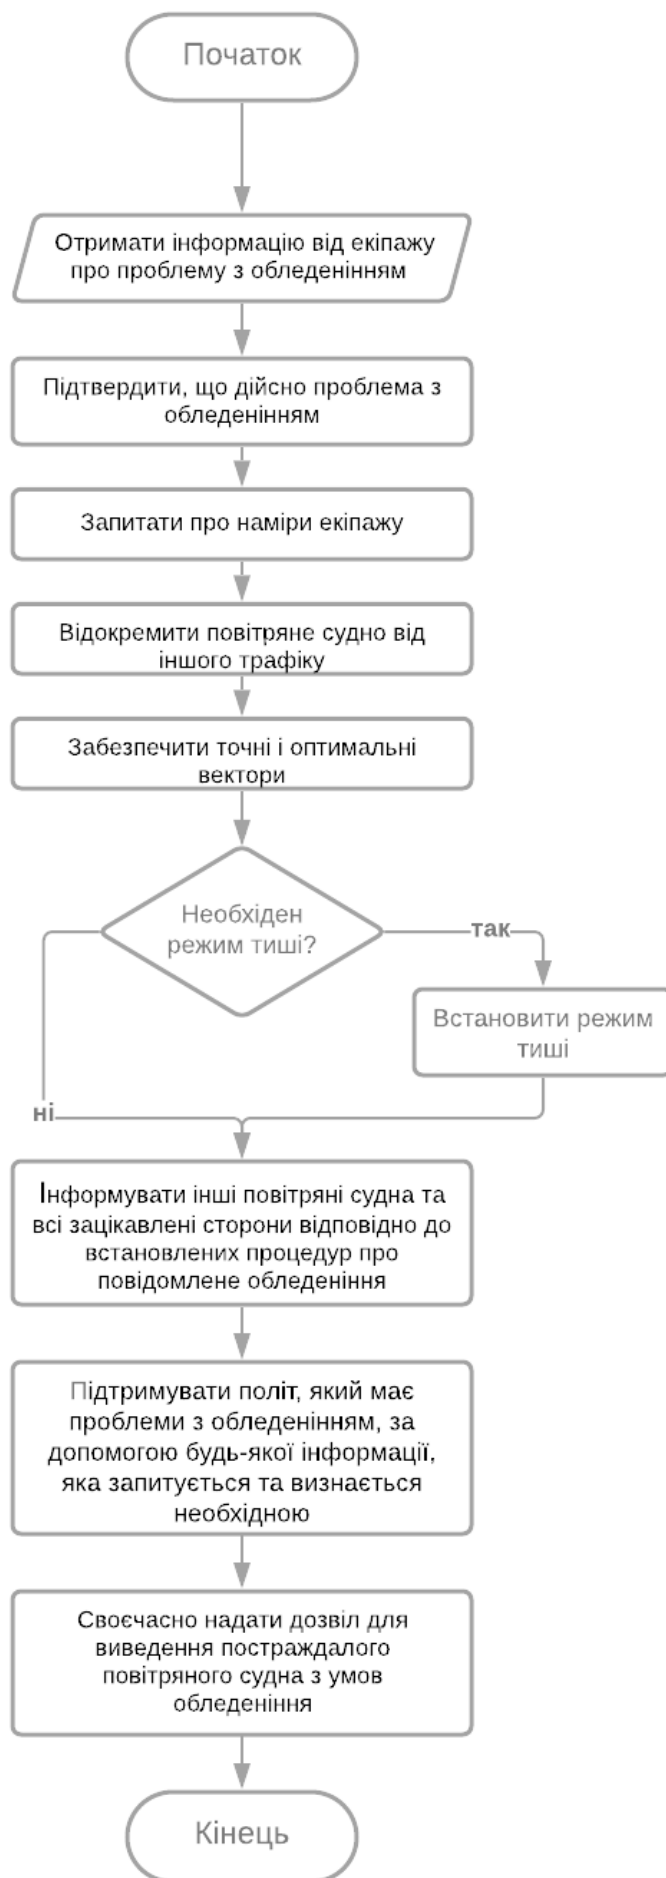 Початок
Отримати інформацію від екіпажу
про проблему з обледенінням
Підтвердити, що дійсно проблема з
обледенінням
Запитати про наміри екіпажу
Відокремити повітряне судно від
іншого трафіку
Забезпечити точні і оптимальні
вектори
Необхіден
режим тиші?
так
Встановити режим
тиші
ні
Інформувати інші повітряні судна та
всі зацікавлені сторони відповідно до
встановлених процедур про
повідомлене обледеніння
Підтримувати політ, який має
проблеми з обледенінням, за
допомогою будь-якої інформації,
яка запитується та визнається
необхідною
Своєчасно надати дозвіл для
виведення постраждалого
повітряного судна з умов
обледеніння
Кінець